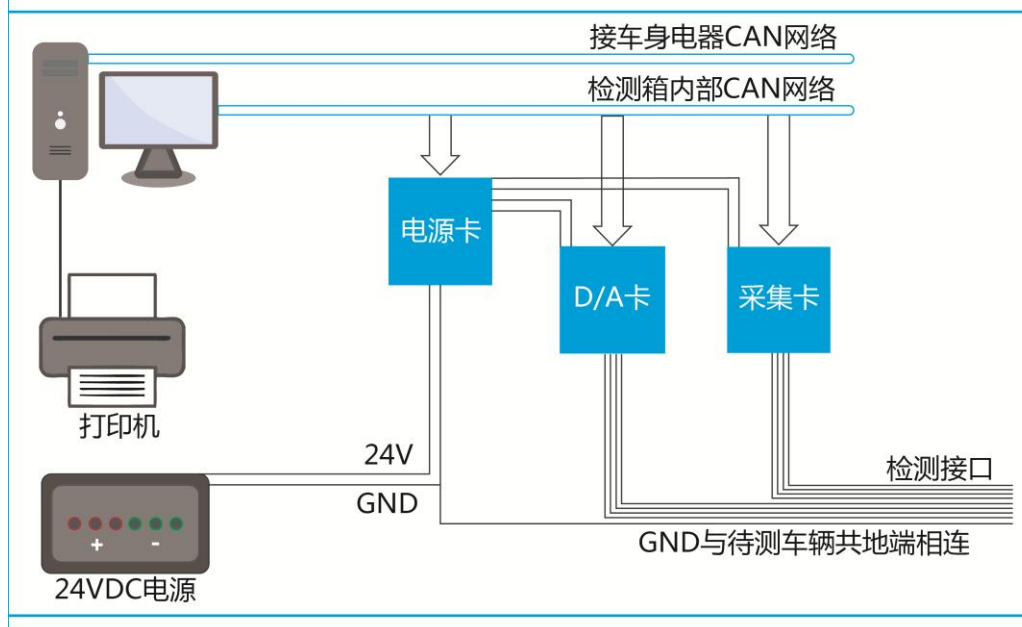 接车身电器CAN网络
检测箱内部CAN网络
电源卡
D/A卡
采集卡
打印机
24V
检测接口
GND
+ -
GND与待测车辆共地端相连
24VDC电源